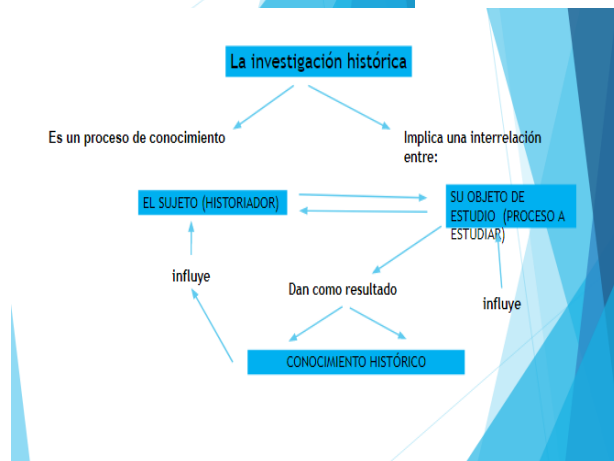 La investigación histórica
Es un proceso de conocimiento
Implica una interrelación
entre:
EL SUJETO (HISTORIADOR)
SU OBJETO DE
ESTUDIO (PROCESO A
ESTUDIAR)
influye
Dan como resultado
influye
CONOCIMIENTO HISTÓRICO